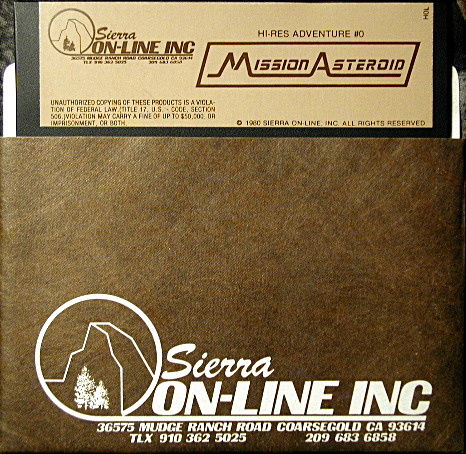 Sierra
ON-LINE INC
36575 MUDGE RANCH ROAD COARSEGOLD CA 93614
TLX 910 362 5025 209 683 6858
HI-RES ADVENTURE #0
MISSION ASTEROID
HOL
UNAUTHORIZED COPYING OF THESE PRODUCTS IS A VIOLA-
TION OF FEDERAL LAW (TITLE 17, U.S. CODE, SECTION
506.) VIOLATION MAY CARRY A FINE OF UP TO $50,000. OR
IMPRISONMENT, OR BOTH.
© 1980 SIERRA ON-LINE, INC. ALL RIGHTS RESERVED
Sierra
ON-LINE INC
36575 MUDGE RANCH ROAD COARSEGOLD CA 93614
TLX 910 362 5025 209 683 6858